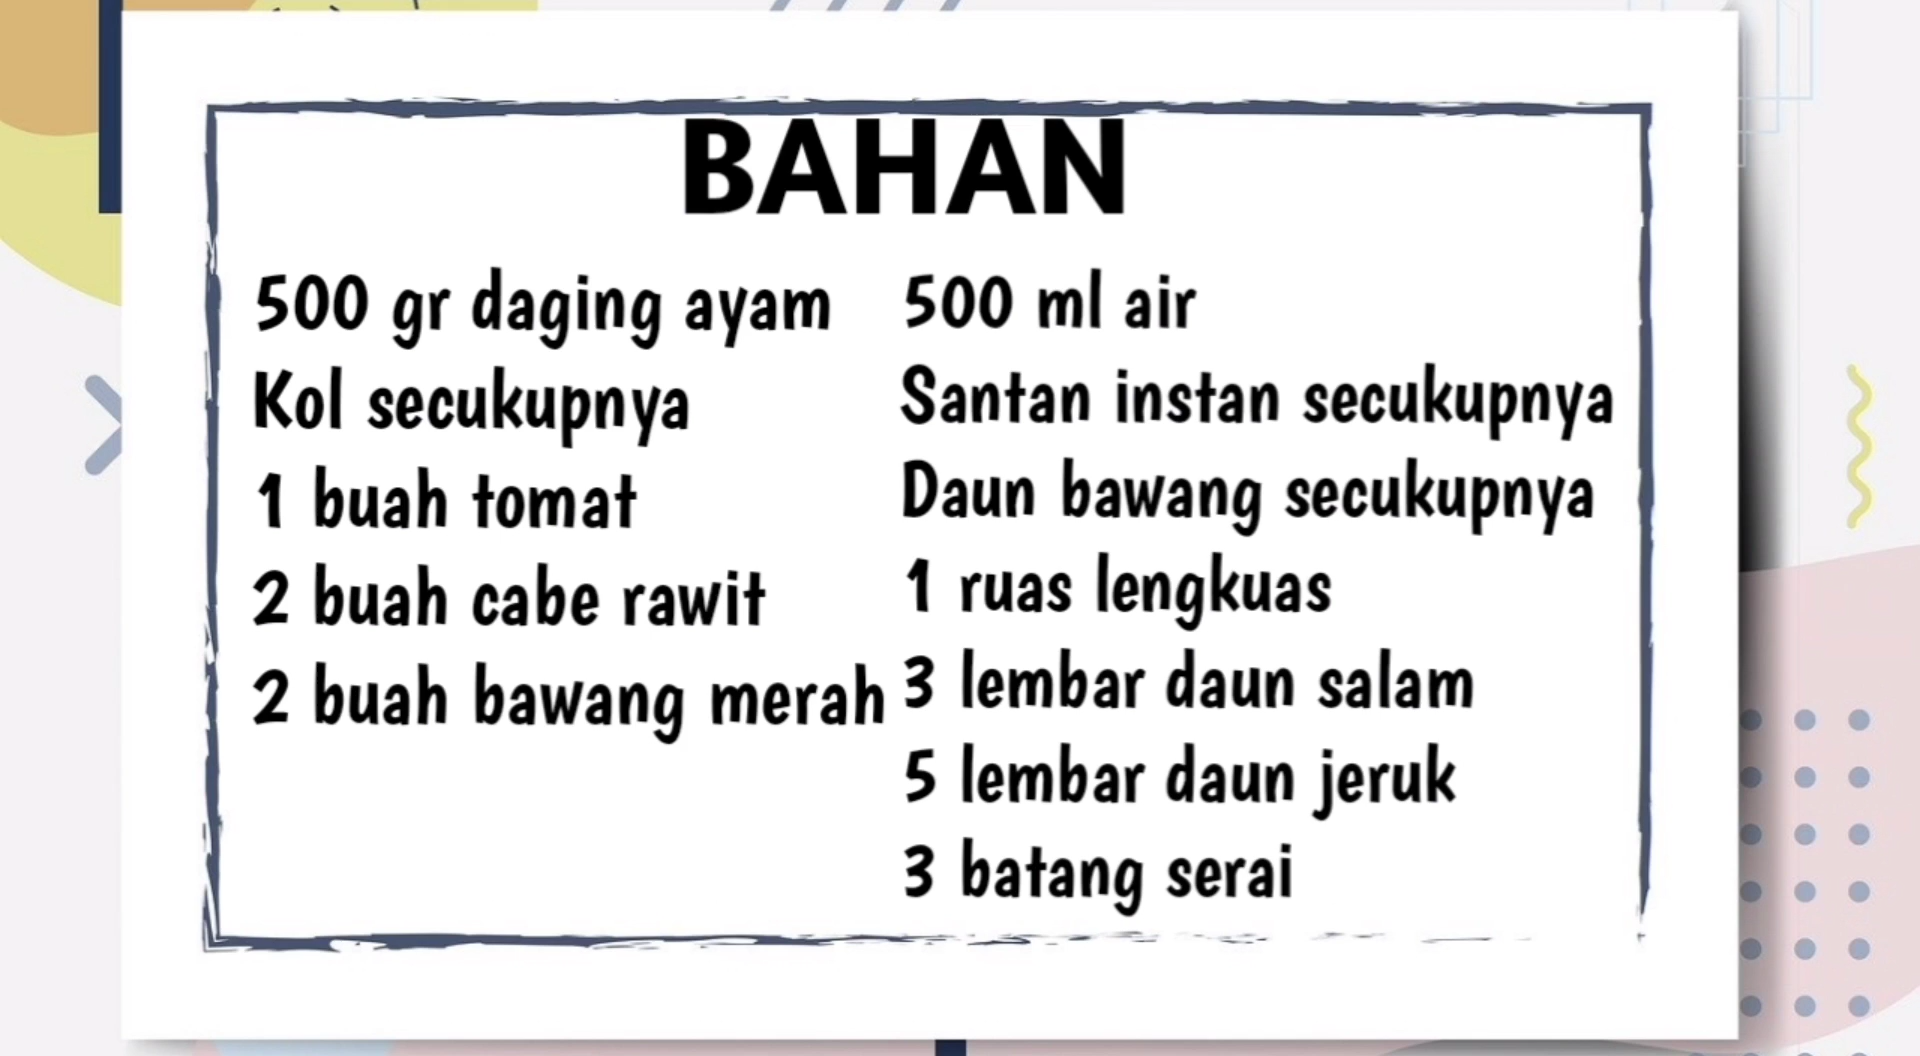 BAHAN
500 gr daging ayam
Kol secukupnya
1 buah tomat
2 buah cabe rawit
2 buah bawang merah
500 ml air
Santan instan secukupnya
Daun bawang secukupnya
1 ruas lengkuas
3 lembar daun salam
5 lembar daun jeruk
3 batang serai